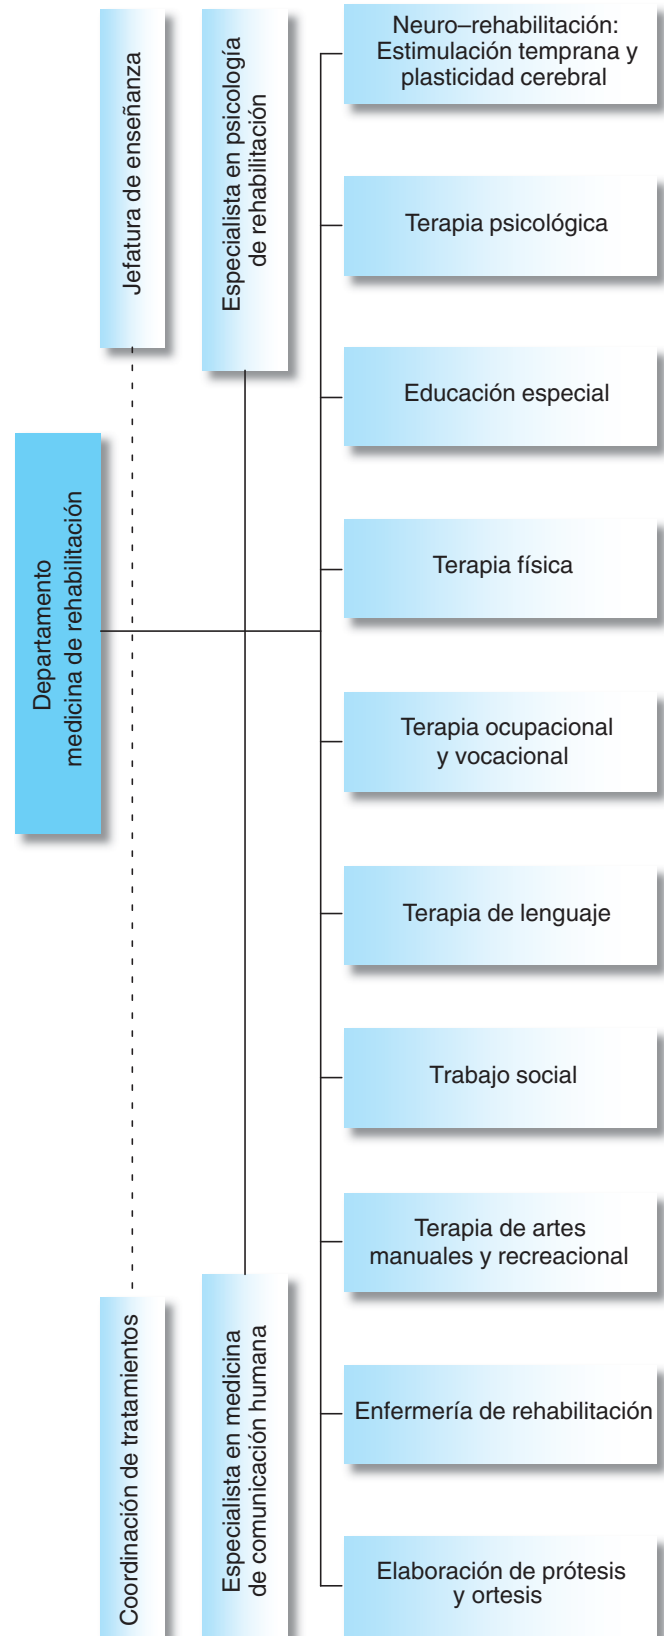 Departamento
medicina de rehabilitación
Jefatura de enseñanza
Coordinación de tratamientos
Especialista en psicología
de rehabilitación
Especialista en medicina
de comunicación humana
Neuro–rehabilitación:
Estimulación temprana y
plasticidad cerebral
Terapia psicológica
Educación especial
Terapia física
Terapia ocupacional
y vocacional
Terapia de lenguaje
Trabajo social
Terapia de artes
manuales y recreacional
Enfermería de rehabilitación
Elaboración de prótesis
y ortesis